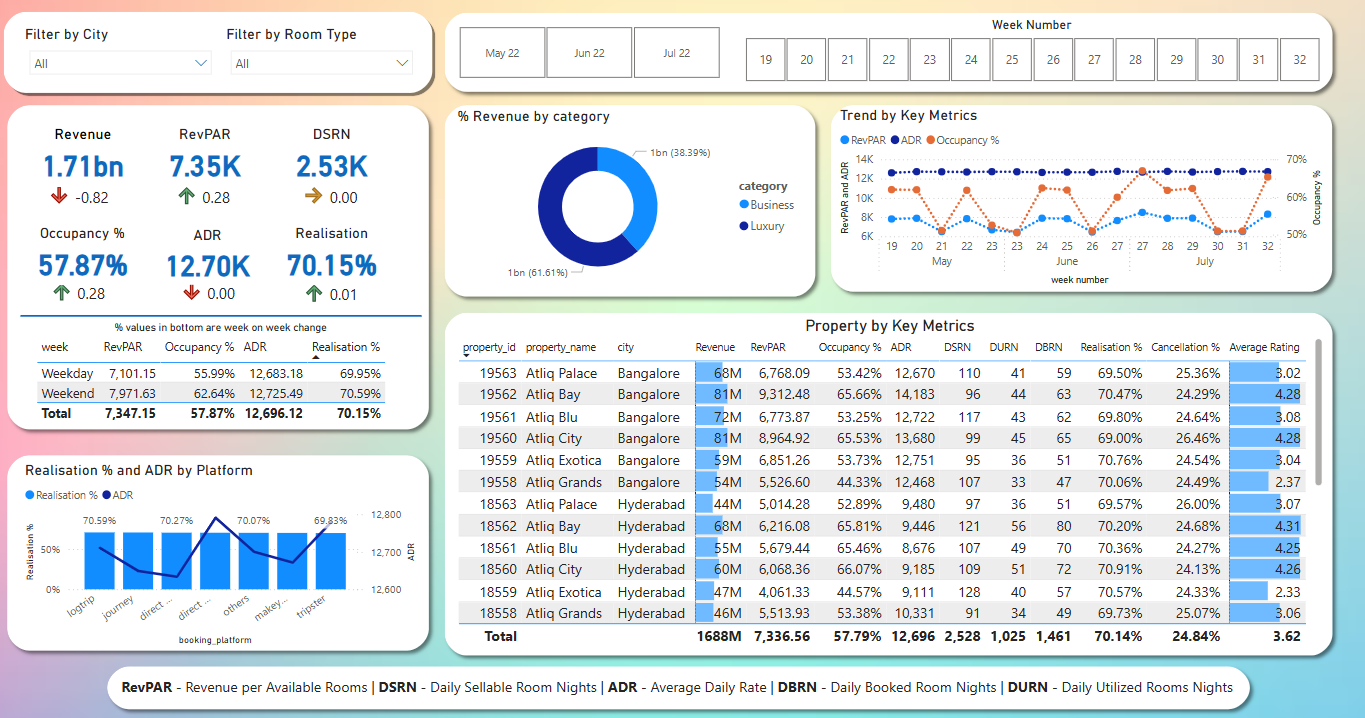 Filter by City
Filter by Room Type
All
All
May 22
Jun 22
Jul 22
Week Number
19 20 21 22 23 24 25 26 27 28 29 30 31 32
Revenue RevPAR DSRN
1.71bn 7.35K 2.53K
-0.82 0.28 0.00
Occupancy % ADR Realisation
57.87% 12.70K 70.15%
0.28 0.00 0.01
% values in bottom are week on week change
week RevPAR Occupancy % ADR Realisation %
Weekday 7,101.15 55.99% 12,683.18 69.95%
Weekend 7,971.63 62.64% 12,725.49 70.59%
Total 7,347.15 57.87% 12,696.12 70.15%
% Revenue by category
1bn (38.39%)
1bn (61.61%)
category
Business
Luxury
Trend by Key Metrics
RevPAR ADR Occupancy %
RevPAR and ADR
14K
12K
10K
8K
6K
70%
60%
50%
Occupancy %
19 20 21 22 23 23 24 25 26 27 27 28 29 30 31 32
May June July
week number
Realisation % and ADR by Platform
Realisation % ADR
Realisation %
50%
0%
70.59% 70.27% 70.07% 69.83%
12,800
12,700
12,600
ADR
logtrip journey direct ... direct ... others makey... tripster
booking_platform
Property by Key Metrics
property_id property_name city Revenue RevPAR Occupancy % ADR DSRN DURN DBRN Realisation % Cancellation % Average Rating
19563 Atliq Palace Bangalore 68M 6,768.09 53.42% 12,670 110 41 59 69.50% 25.36% 3.02
19562 Atliq Bay Bangalore 81M 9,312.48 65.66% 14,183 96 44 63 70.47% 24.29% 4.28
19561 Atliq Blu Bangalore 72M 6,773.87 53.25% 12,722 117 43 62 69.80% 24.64% 3.08
19560 Atliq City Bangalore 81M 8,964.92 65.53% 13,680 99 45 65 69.00% 26.46% 4.28
19559 Atliq Exotica Bangalore 59M 6,851.26 53.73% 12,751 95 36 51 70.76% 24.54% 3.04
19558 Atliq Grands Bangalore 54M 5,526.60 44.33% 12,468 107 33 47 70.06% 24.49% 2.37
18563 Atliq Palace Hyderabad 44M 5,014.28 52.89% 9,480 97 36 51 69.57% 26.00% 3.07
18562 Atliq Bay Hyderabad 68M 6,216.08 65.81% 9,446 121 56 80 70.20% 24.68% 4.31
18561 Atliq Blu Hyderabad 55M 5,679.44 65.46% 8,676 107 49 70 70.36% 24.27% 4.25
18560 Atliq City Hyderabad 60M 6,068.36 66.07% 9,185 109 51 72 70.91% 24.13% 4.26
18559 Atliq Exotica Hyderabad 47M 4,061.33 44.57% 9,111 128 40 57 70.57% 24.33% 2.33
18558 Atliq Grands Hyderabad 46M 5,513.93 53.38% 10,331 91 34 49 69.73% 25.07% 3.06
Total 1688M 7,336.56 57.79% 12,696 2,528 1,025 1,461 70.14% 24.84% 3.62
RevPAR - Revenue per Available Rooms | DSRN - Daily Sellable Room Nights | ADR - Average Daily Rate | DBRN - Daily Booked Room Nights | DURN - Daily Utilized Rooms Nights